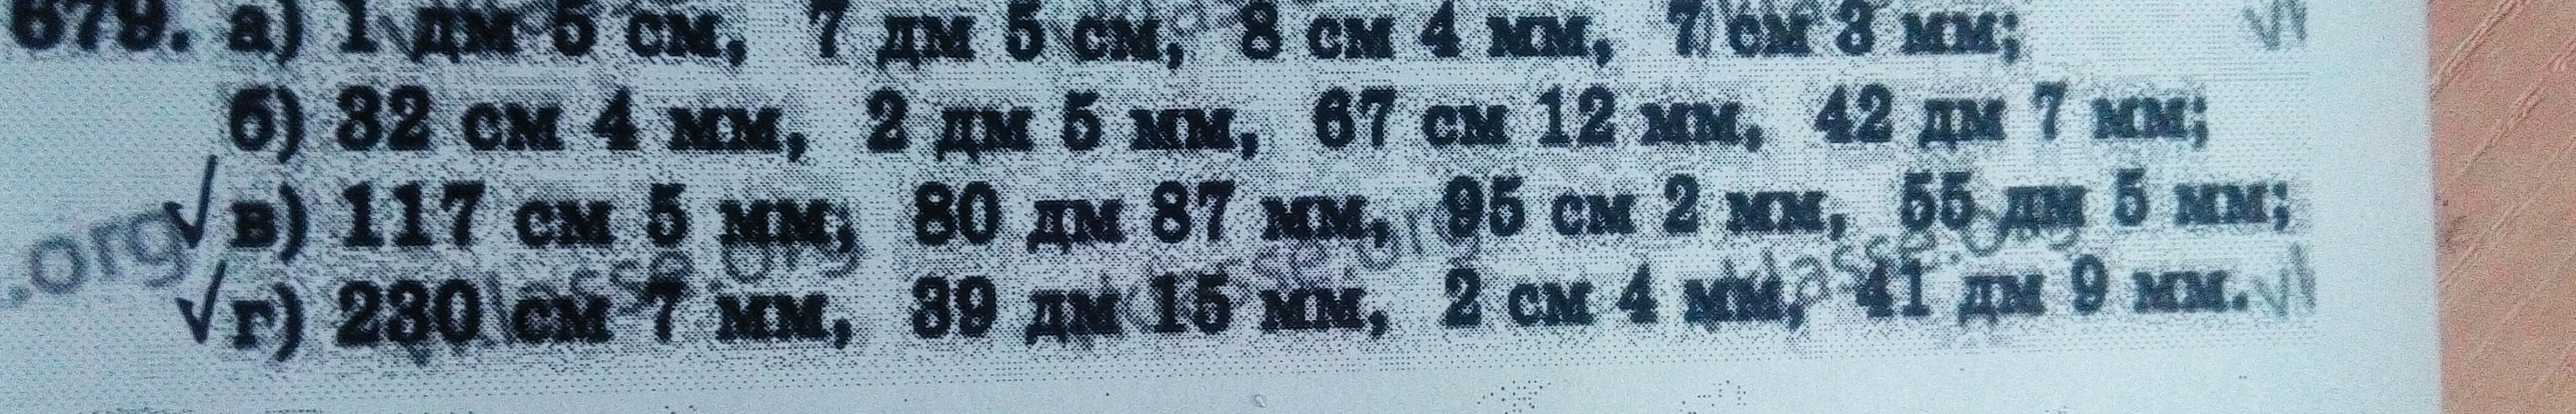 679. а) 1 дм 5 см, 7 дм 5 см, 8 см 4 мм, 7 см 3 мм;
б) 32 см 4 мм, 2 дм 5 мм, 67 см 12 мм, 42 дм 7 мм;
√ в) 117 см 5 мм; 80 дм 87 мм, 95 см 2 мм, 55 дм 5 мм;
.org
√ г) 230 см 7 мм, 39 дм 15 мм, 2 см 4 мм, 41 дм 9 мм.